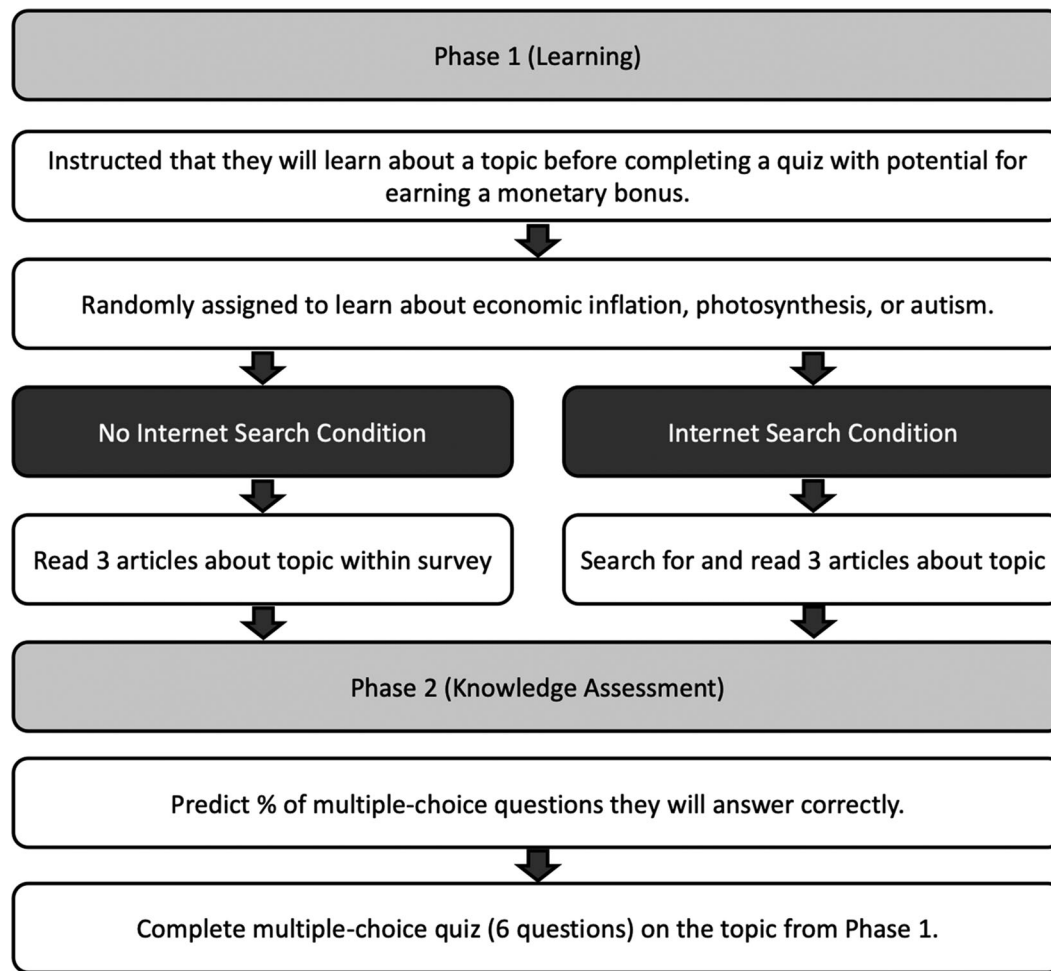 Phase 1 (Learning)
Instructed that they will learn about a topic before completing a quiz with potential for
earning a monetary bonus.
Randomly assigned to learn about economic inflation, photosynthesis, or autism.
No Internet Search Condition
Internet Search Condition
Read 3 articles about topic within survey
Search for and read 3 articles about topic
Phase 2 (Knowledge Assessment)
Predict % of multiple-choice questions they will answer correctly.
Complete multiple-choice quiz (6 questions) on the topic from Phase 1.